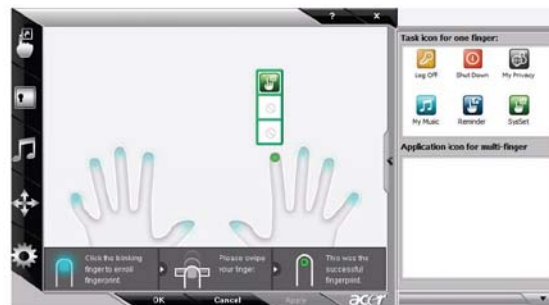 ? X
Task icon for one finger:
Log Off Shut Down My Privacy
My Music Reminder SysSet
Application icon for multi-finger
Click the blinking
finger to enroll
fingerprint.
Please swipe
your finger.
This was the
successful
fingerprint.
OK Cancel Apply acer